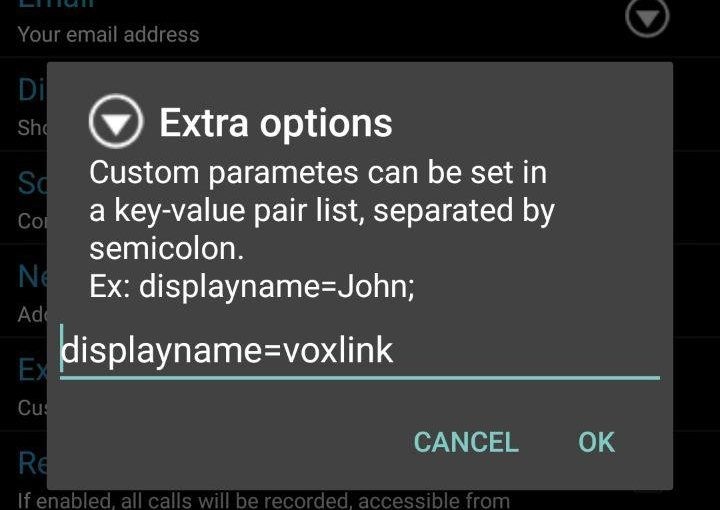 Your email address
Extra options
Custom parametes can be set in
a key-value pair list, separated by
semicolon.
Ex: displayname=John;
displayname=voxlink
CANCEL
OK
If enabled, all calls will be recorded, accessible from